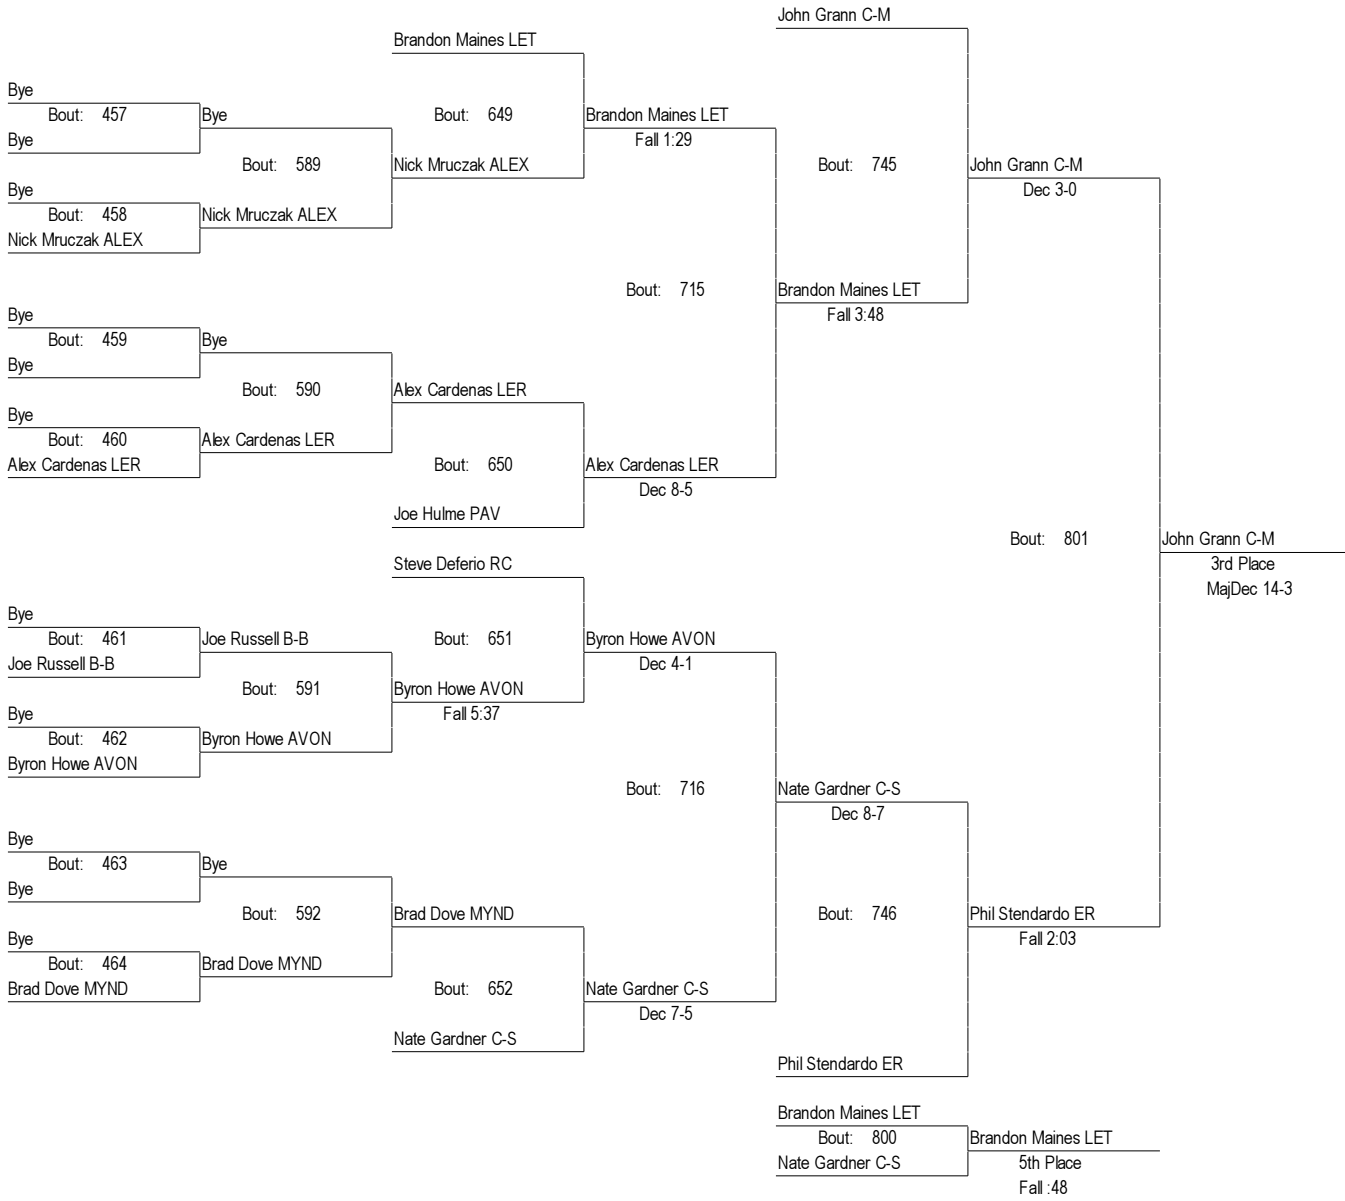 John Grann C-M
Brandon Maines LET
Bye
Bout: 457
Bye
Bout: 649
Brandon Maines LET
Bye
Fall 1:29
Bout: 589
Nick Mruczak ALEX
Bout: 745
John Grann C-M
Bye
Dec 3-0
Bout: 458
Nick Mruczak ALEX
Nick Mruczak ALEX
Bout: 715
Brandon Maines LET
Bye
Fall 3:48
Bout: 459
Bye
Bye
Bout: 590
Alex Cardenas LER
Bye
Bout: 460
Alex Cardenas LER
Alex Cardenas LER
Bout: 650
Alex Cardenas LER
Dec 8-5
Joe Hulme PAV
Bout: 801
John Grann C-M
Steve Deferio RC
3rd Place
MajDec 14-3
Bye
Bout: 461
Joe Russell B-B
Bout: 651
Byron Howe AVON
Joe Russell B-B
Dec 4-1
Bout: 591
Byron Howe AVON
Bye
Fall 5:37
Bout: 462
Byron Howe AVON
Byron Howe AVON
Bout: 716
Nate Gardner C-S
Dec 8-7
Bye
Bout: 463
Bye
Bye
Bout: 592
Brad Dove MYND
Bout: 746
Phil Stendardo ER
Bye
Fall 2:03
Bout: 464
Brad Dove MYND
Brad Dove MYND
Bout: 652
Nate Gardner C-S
Dec 7-5
Nate Gardner C-S
Phil Stendardo ER
Brandon Maines LET
Bout: 800
Brandon Maines LET
Nate Gardner C-S
5th Place
Fall :48